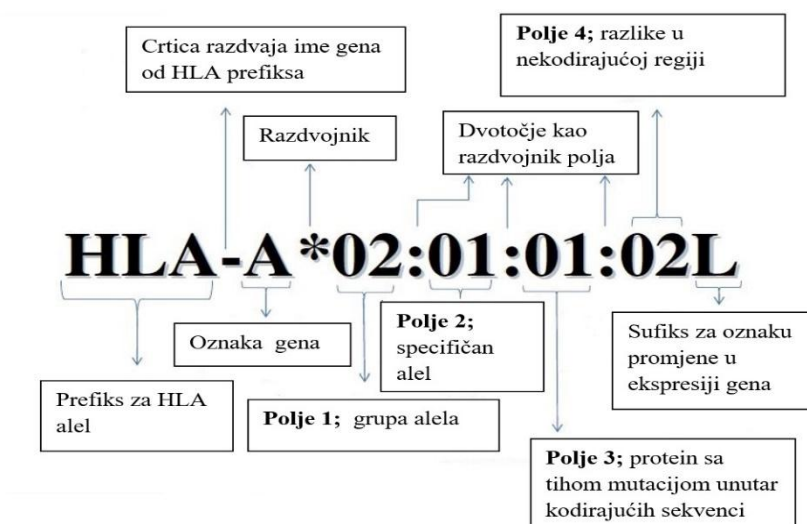 Crtica razdvaja ime gena
od HLA prefiksa
Polje 4; razlike u
nekodirajućoj regiji
Razdvojnik
Dvotočje kao
razdvojnik polja
HLA-A*02:01:01:02L
Oznaka gena
Polje 2;
specifičan
alel
Sufiks za oznaku
promjene u
ekspresiji gena
Prefiks za HLA
alel
Polje 1; grupa alela
Polje 3; protein sa
tihom mutacijom unutar
kodirajućih sekvenci